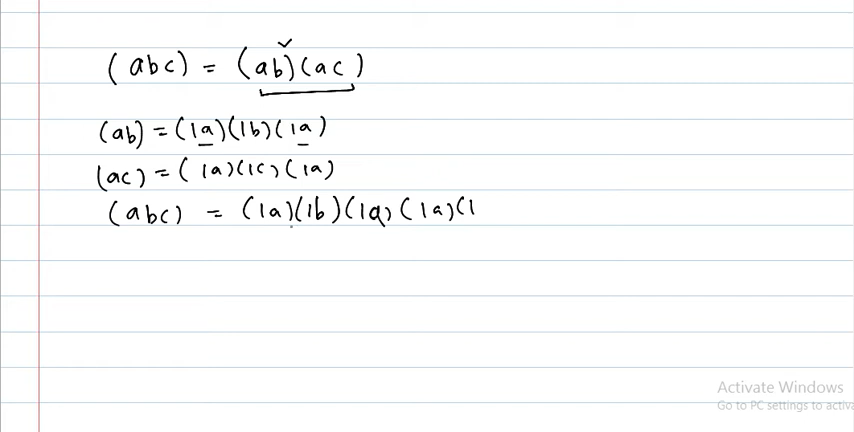 (abc) = (ab)(ac)
(ab) = (1a)(1b)(1a)
(ac) = (1a)(1c)(1a)
(abc) = (1a)(1b)(1a)(1a)(1
Activate Windows
Go to PC settings to activa